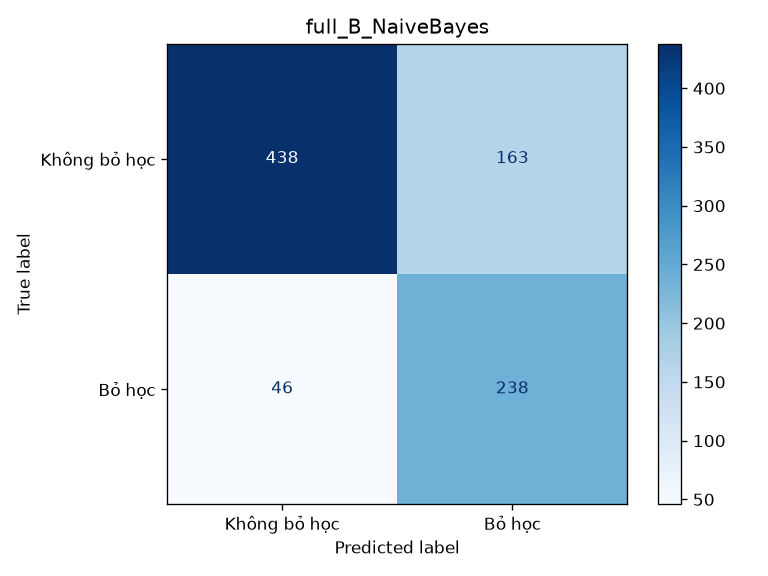 full_B_NaiveBayes
True label
Không bỏ học
438
163
Bỏ học
46
238
Không bỏ học
Bỏ học
Predicted label
400
350
300
250
200
150
100
50